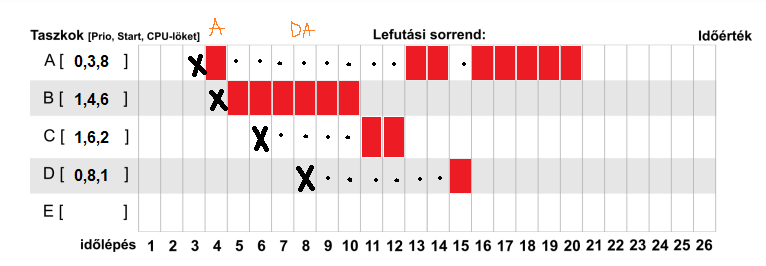 A DA
Taszkok [Prio, Start, CPU-löket] Lefutási sorrend: Időérték
A [ 0,3,8 ]
B [ 1,4,6 ]
C [ 1,6,2 ]
D [ 0,8,1 ]
E [ ]
időlépés 1 2 3 4 5 6 7 8 9 10 11 12 13 14 15 16 17 18 19 20 21 22 23 24 25 26